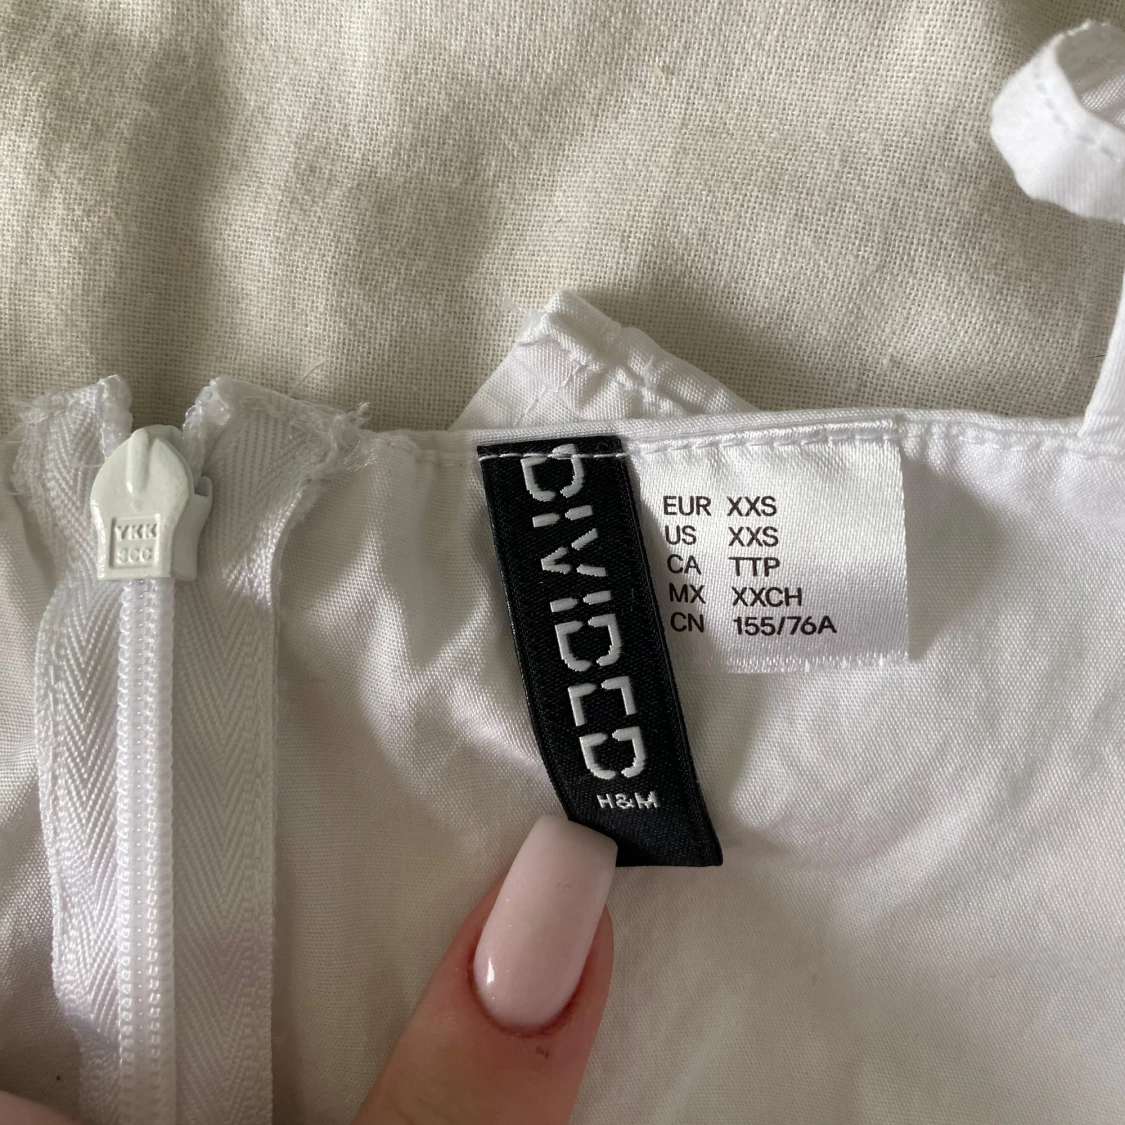 YKK
DIVIDED
H&M
EUR XXS
US XXS
CA TTP
MX XXCH
CN 155/76A